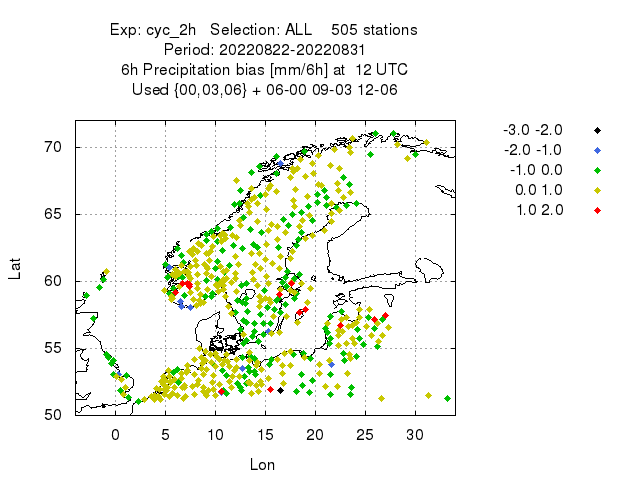 Exp: cyc_2h   Selection: ALL    505 stations
Period: 20220822-20220831
6h Precipitation bias [mm/6h] at  12 UTC
Used {00,03,06} + 06-00 09-03 12-06
-3.0 -2.0
-2.0 -1.0
-1.0 0.0
0.0 1.0
1.0 2.0
70
65
60
55
50
Lat
0 5 10 15 20 25 30
Lon